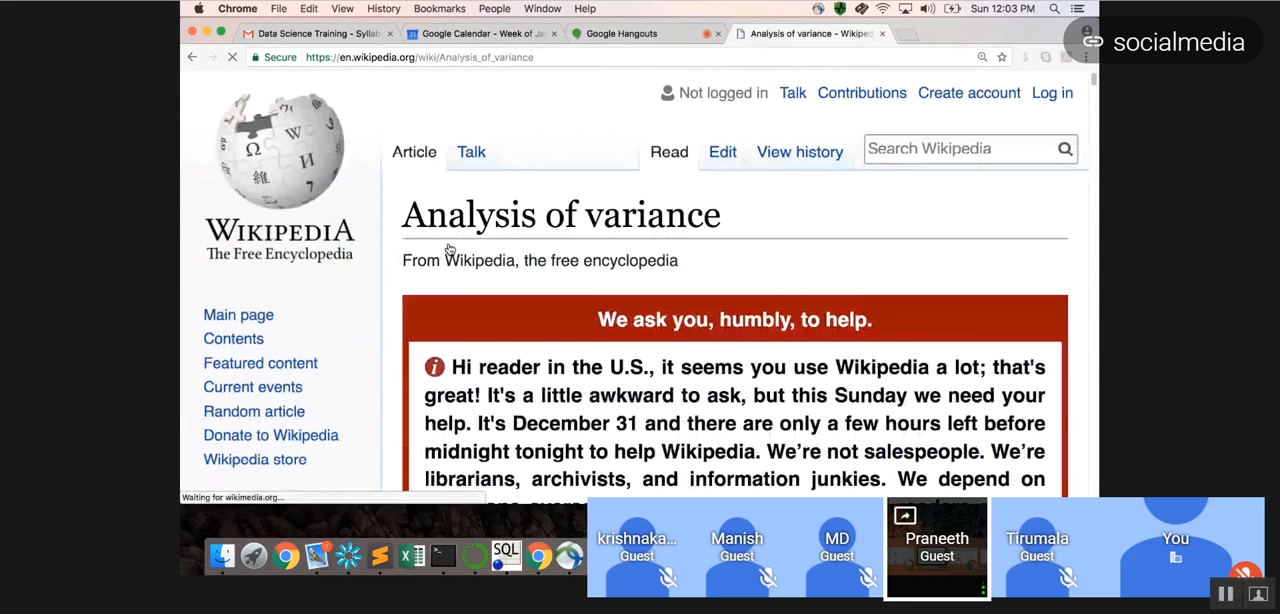 Chrome File Edit View History Bookmarks People Window Help Sun 12:03 PM
Data Science Training - Syllab Google Calendar - Week of Ja Google Hangouts Analysis of variance - Wikiped
socialmedia
Secure https://en.wikipedia.org/wiki/Analysis_of_variance
Not logged in Talk Contributions Create account Log in
Article Talk Read Edit View history Search Wikipedia
WIKIPEDIA
The Free Encyclopedia
Analysis of variance
From Wikipedia, the free encyclopedia
Main page
Contents
Featured content
Current events
Random article
Donate to Wikipedia
Wikipedia store
We ask you, humbly, to help.
Hi reader in the U.S., it seems you use Wikipedia a lot; that's
great! It's a little awkward to ask, but this Sunday we need your
help. It's December 31 and there are only a few hours left before
midnight tonight to help Wikipedia. We're not salespeople. We're
librarians, archivists, and information junkies. We depend on
Waiting for wikimedia.org...
SQL
krishnaka...
Guest
Manish
Guest
MD
Guest
Praneeth
Guest
Tirumala
Guest
You